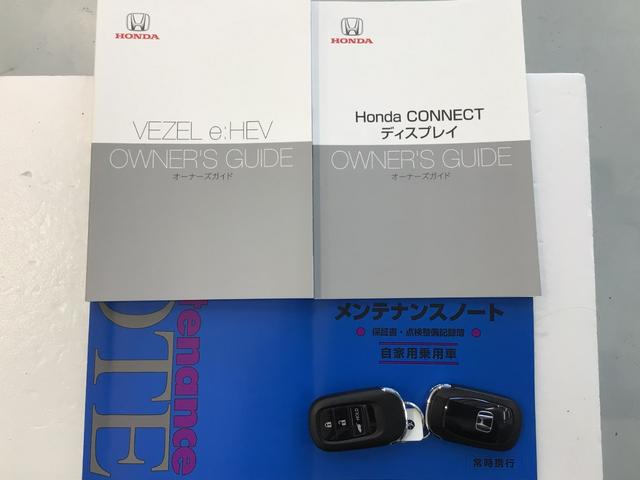 HONDA
VEZEL e:HEV
OWNER'S GUIDE
オーナーズガイド
HONDA
Honda CONNECT
ディスプレイ
OWNER'S GUIDE
オーナーズガイド
tenance
OTE
メンテナンスノート
保証書・点検整備記録簿
自家用乗用車
HOLD
常時携行